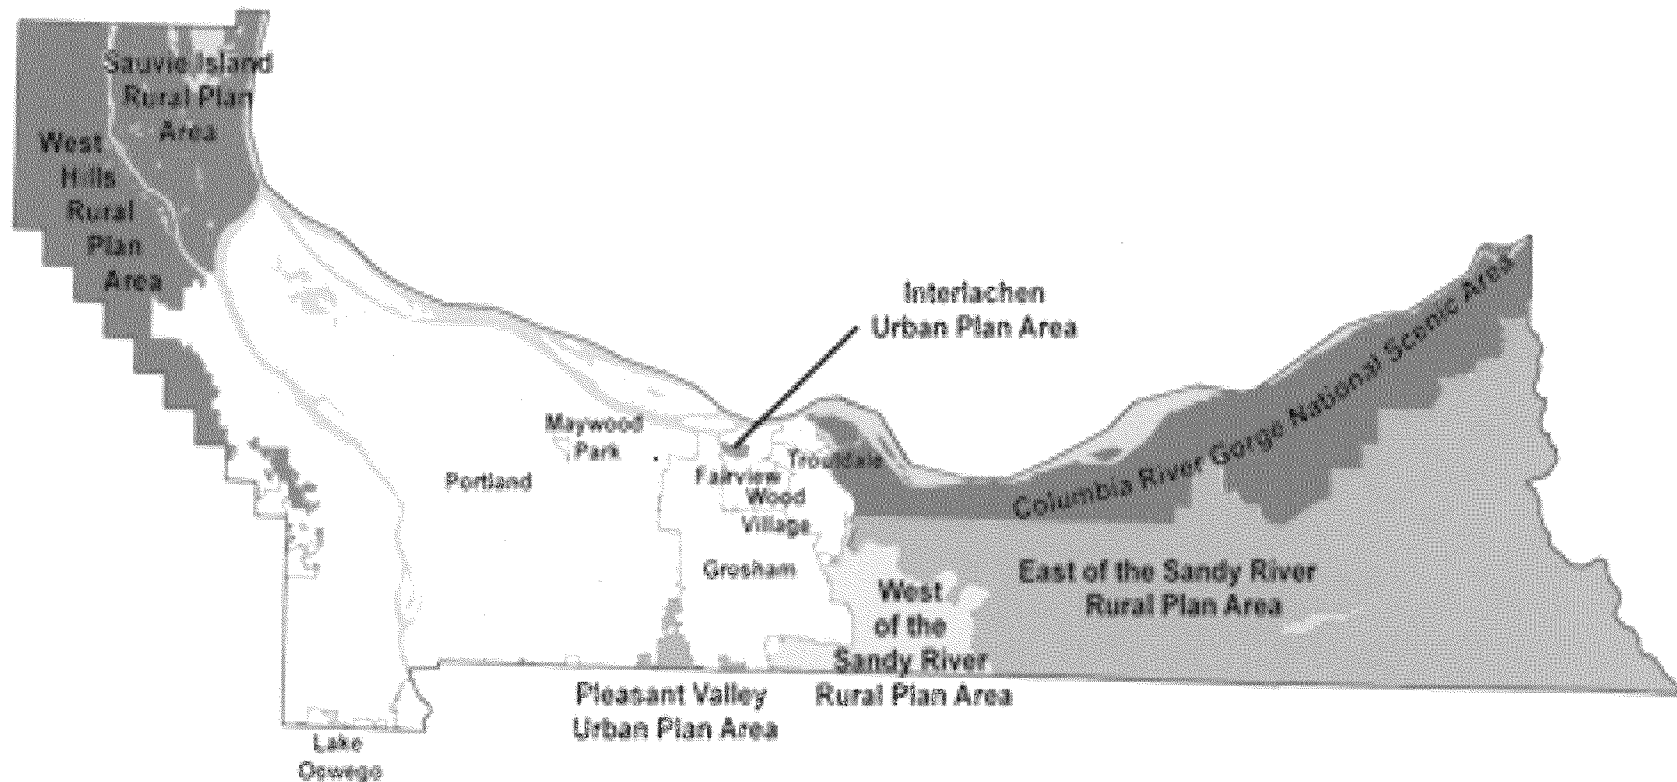 Sauvie Island
Rural Plan
Area
West
Hills
Rural
Plan
Area
Interlachen
Urban Plan Area
Columbia River Gorge National Scenic Area
Maywood
Park
Portland
Fairview
Troutdale
Wood
Village
Gresham
West
of the
Sandy River
Rural Plan Area
East of the Sandy River
Rural Plan Area
Pleasant Valley
Urban Plan Area
Lake
Oswego